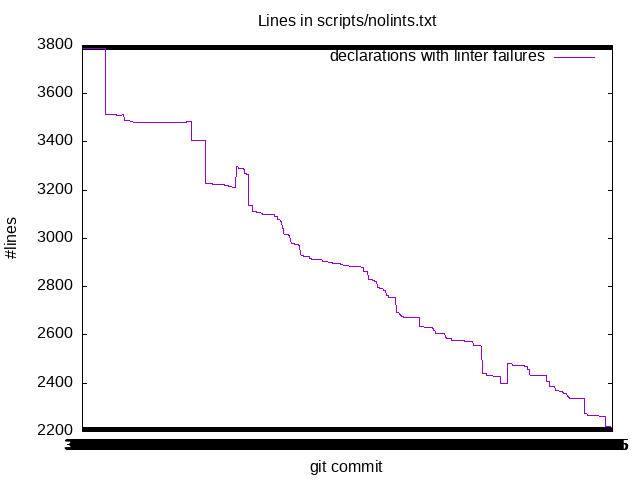 Lines in scripts/nolints.txt
declarations with linter failures
3800
3600
3400
3200
3000
2800
2600
2400
2200
#lines
git commit